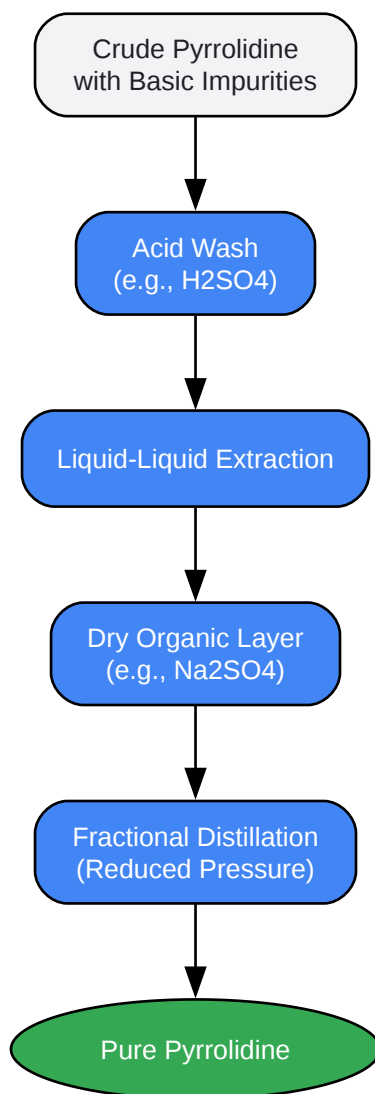 Crude Pyrrolidine
with Basic Impurities
Acid Wash
(e.g., H2SO4)
Liquid-Liquid Extraction
Dry Organic Layer
(e.g., Na2SO4)
Fractional Distillation
(Reduced Pressure)
Pure Pyrrolidine